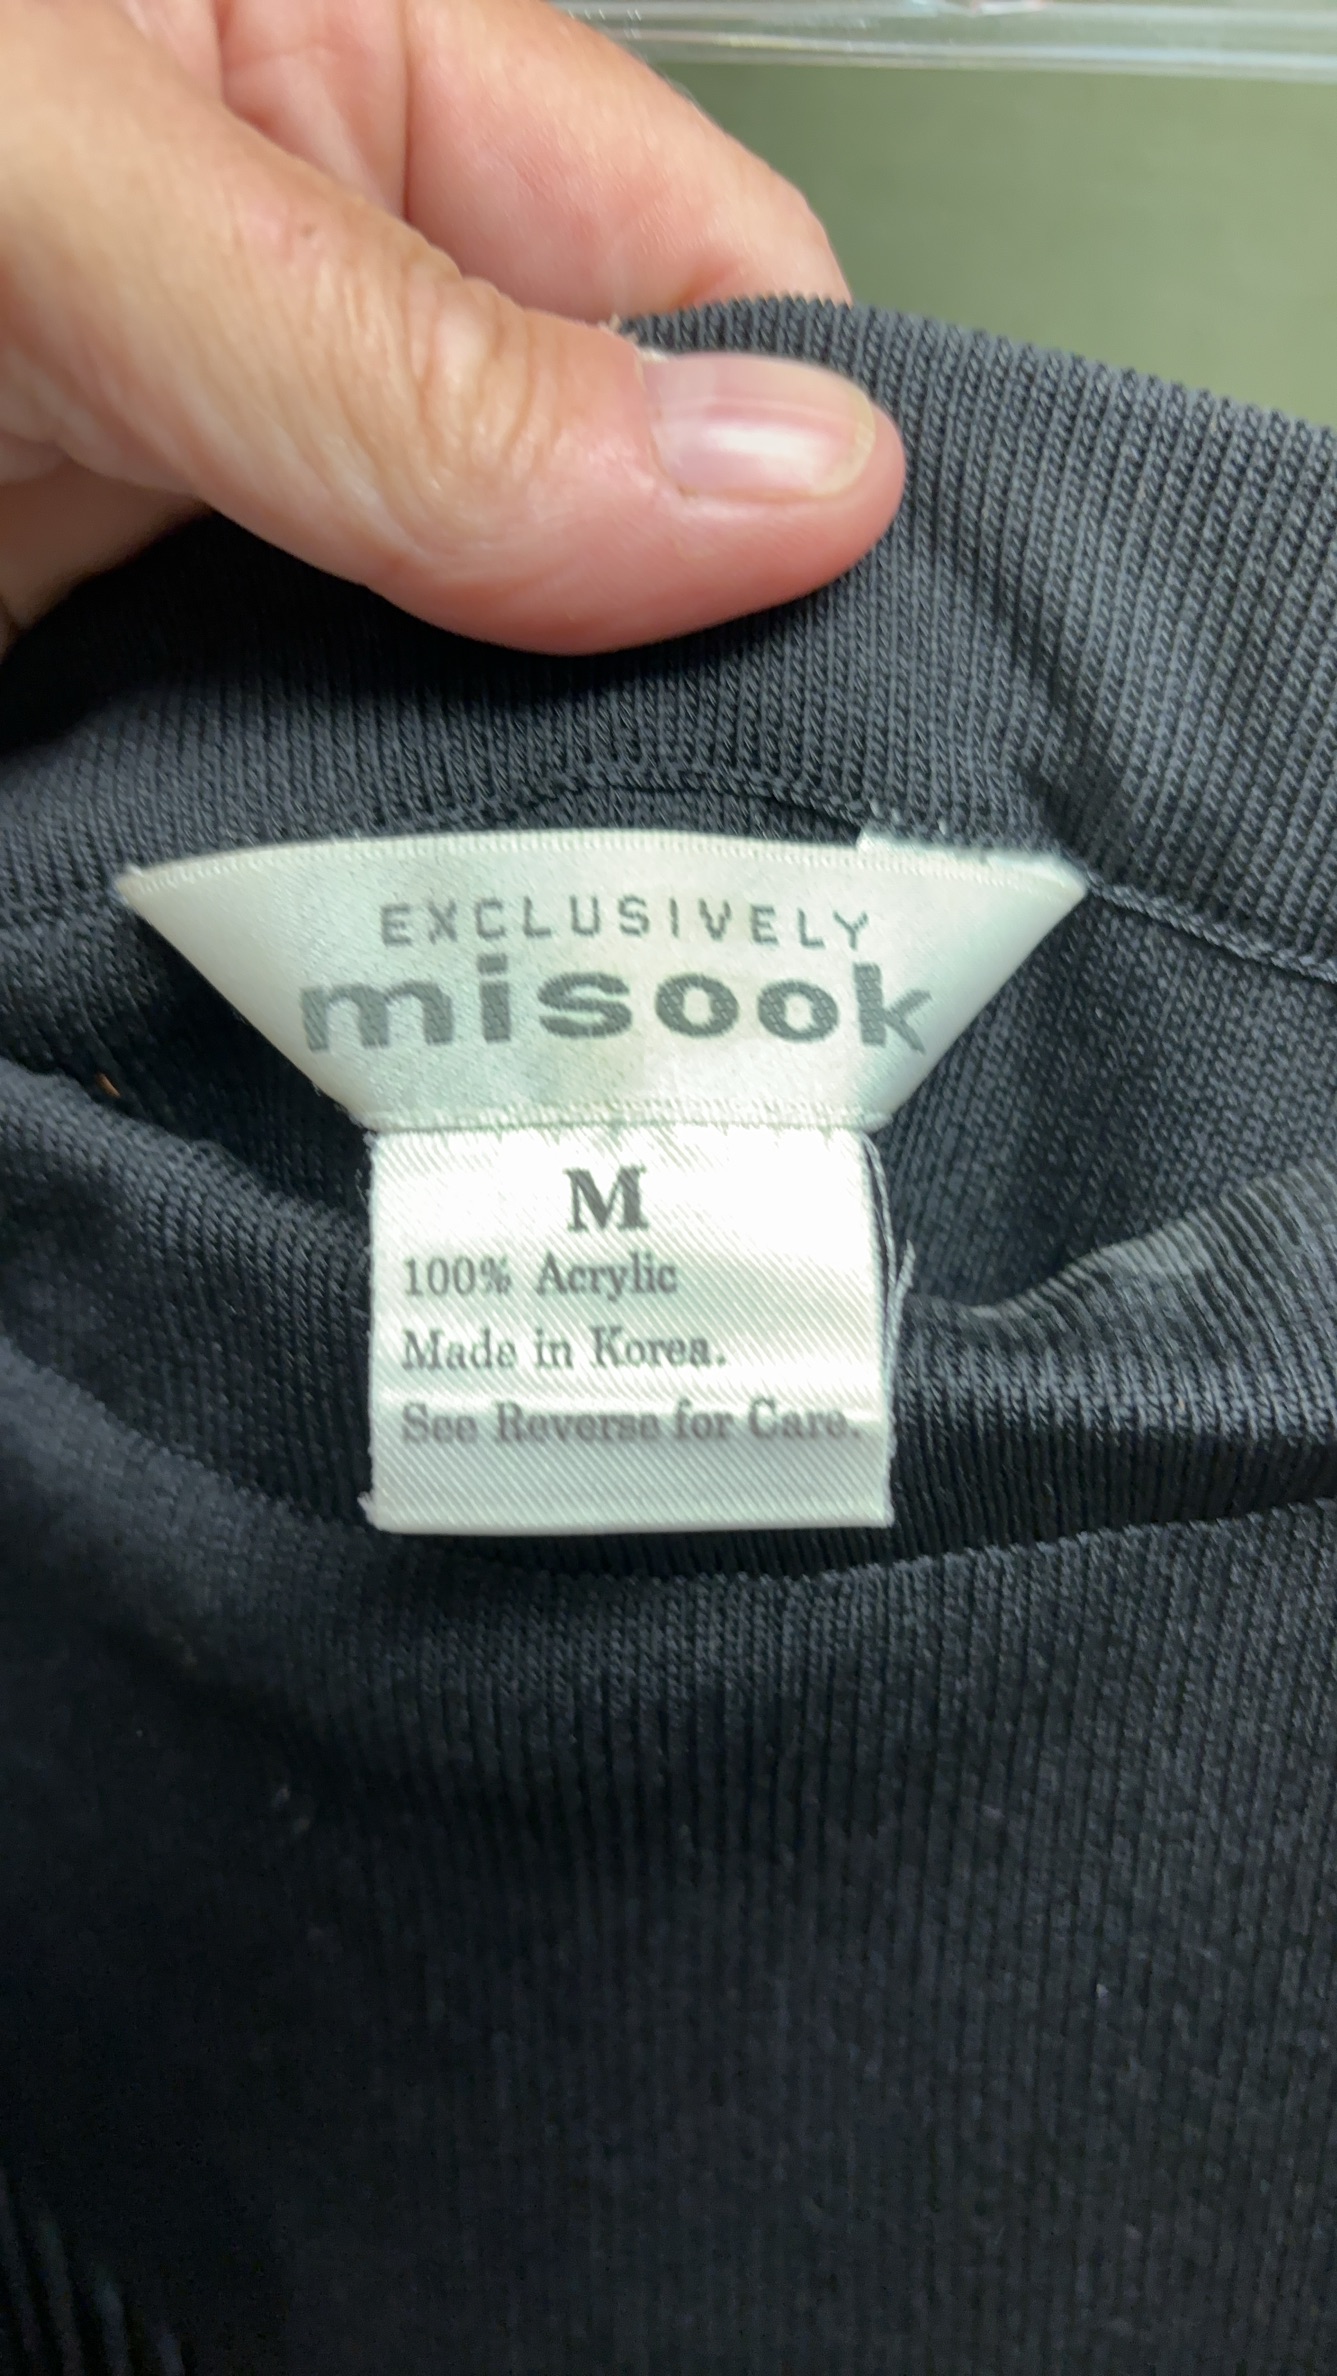 EXCLUSIVELY
misook
M
100% Acrylic
Made in Korea.
See Reverse for Care.